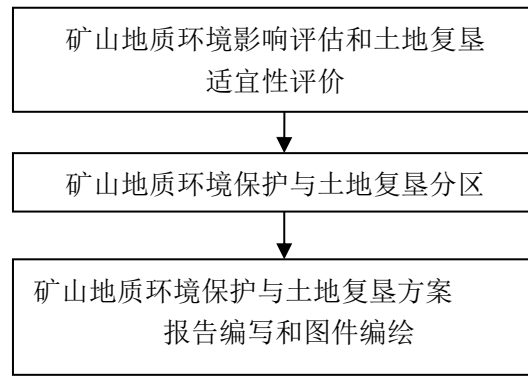 矿山地质环境影响评估和土地复垦
适宜性评价
矿山地质环境保护与土地复垦分区
矿山地质环境保护与土地复垦方案
报告编写和图件编绘